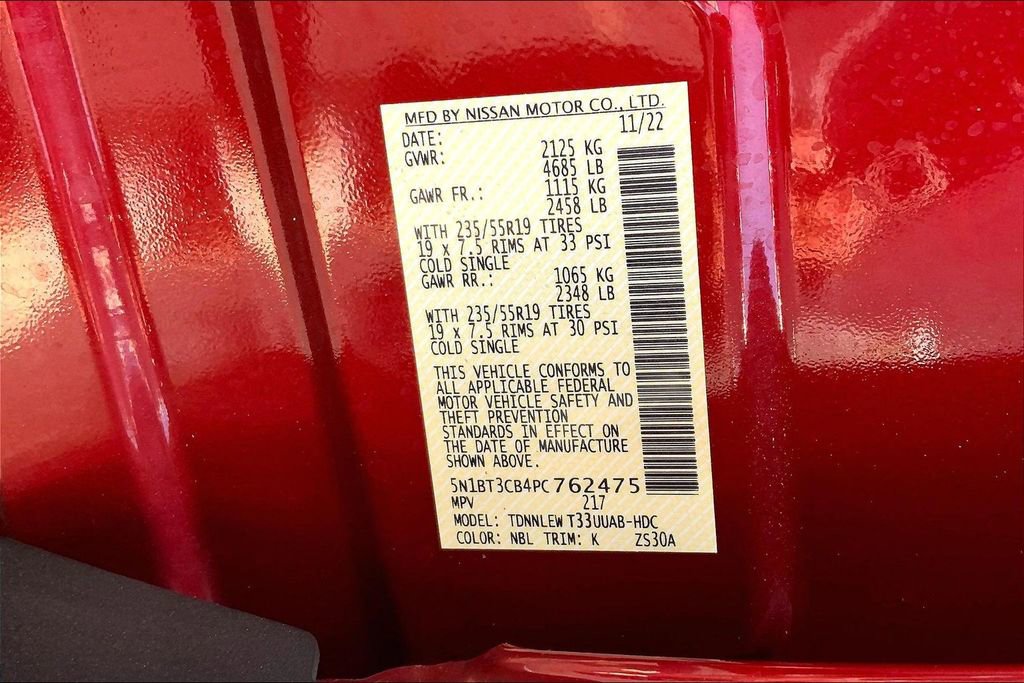 MFD BY NISSAN MOTOR CO., LTD.
DATE: 11/22
GVWR: 2125 KG
4685 LB
GAWR FR.: 1115 KG
2458 LB
WITH 235/55R19 TIRES
19 x 7.5 RIMS AT 33 PSI
COLD SINGLE
GAWR RR.: 1065 KG
2348 LB
WITH 235/55R19 TIRES
19 x 7.5 RIMS AT 30 PSI
COLD SINGLE
THIS VEHICLE CONFORMS TO
ALL APPLICABLE FEDERAL
MOTOR VEHICLE SAFETY AND
THEFT PREVENTION
STANDARDS IN EFFECT ON
THE DATE OF MANUFACTURE
SHOWN ABOVE.
5N1BT3CB4PC762475
MPV 217
MODEL: TDNNLEW T33UUAB-HDC
COLOR: NBL TRIM: K ZS30A